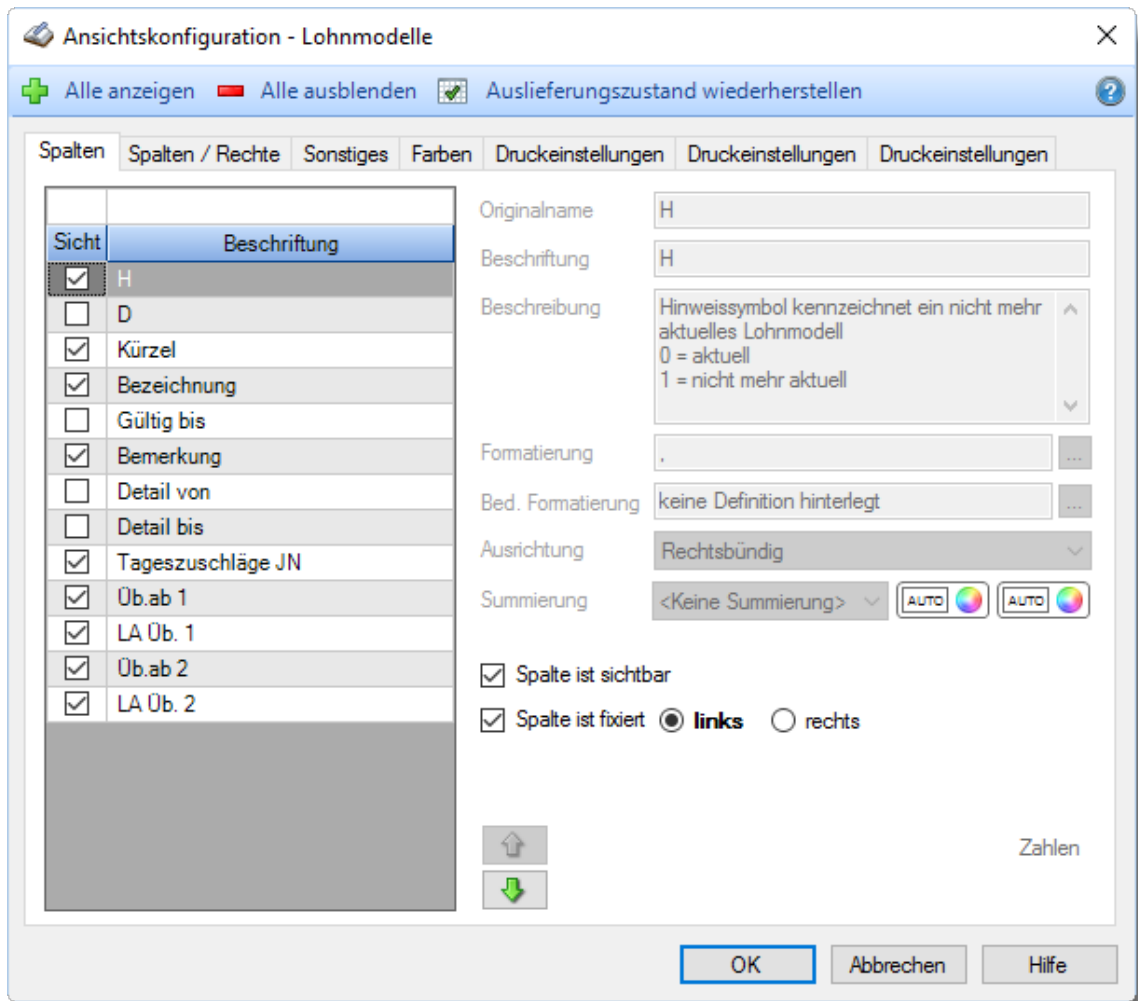 Ansichtskonfiguration - Lohnmodelle
Alle anzeigen Alle ausblenden Auslieferungszustand wiederherstellen ?
Spalten Spalten / Rechte Sonstiges Farben Druckeinstellungen Druckeinstellungen Druckeinstellungen
Sicht Beschriftung
H
D
Kürzel
Bezeichnung
Gültig bis
Bemerkung
Detail von
Detail bis
Tageszuschläge JN
Üb.ab 1
LA Üb. 1
Üb.ab 2
LA Üb. 2
Originalname H
Beschriftung H
Beschreibung Hinweissymbol kennzeichnet ein nicht mehr
aktuelles Lohnmodell
0 = aktuell
1 = nicht mehr aktuell
Formatierung , ...
Bed. Formatierung keine Definition hinterlegt ...
Ausrichtung Rechtsbündig
Summierung <Keine Summierung> AUTO AUTO
Spalte ist sichtbar
Spalte ist fixiert links rechts
Zahlen
OK Abbrechen Hilfe